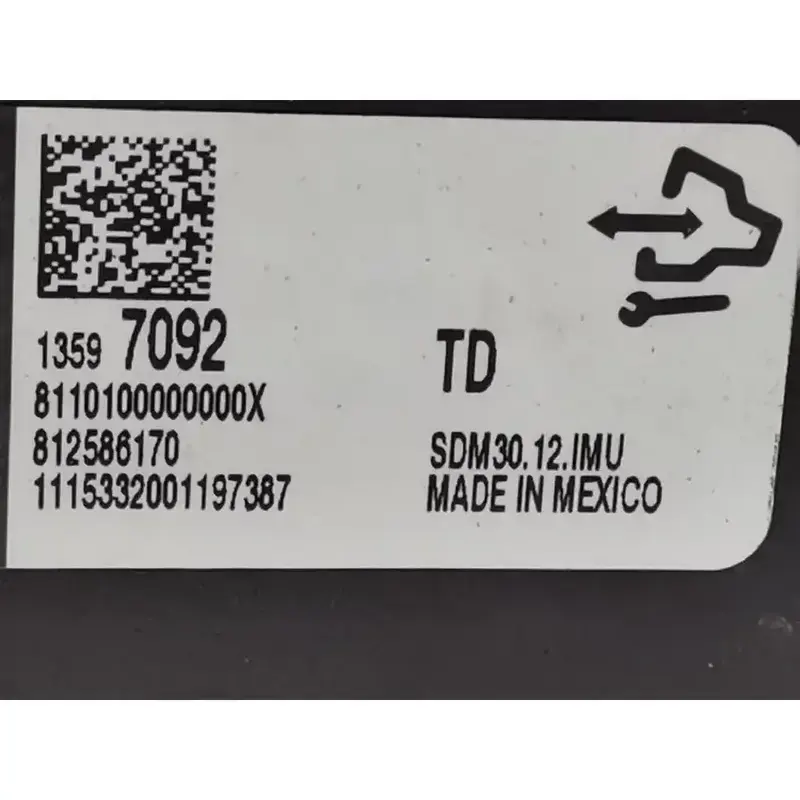 1359 7092
8110100000000X
812586170
1115332001197387
TD
SDM30.12.IMU
MADE IN MEXICO